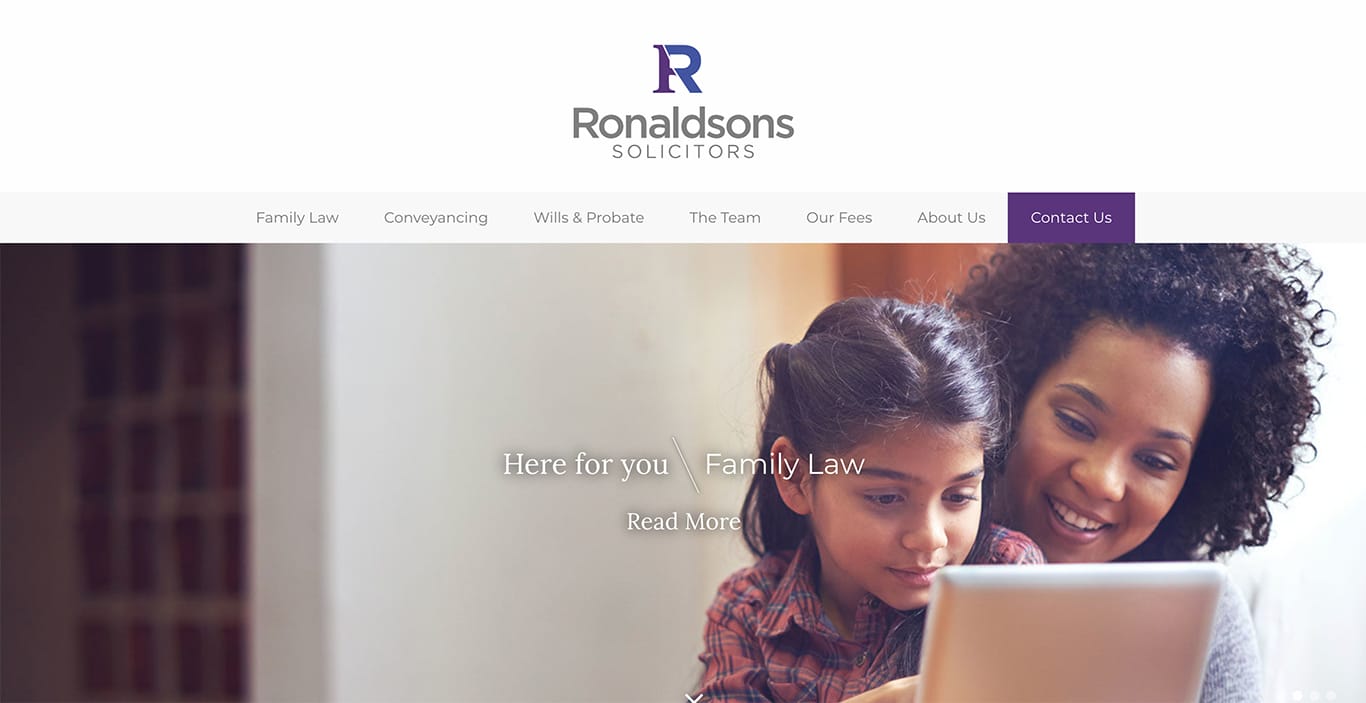 R
Ronaldsons
SOLICITORS
Family Law
Conveyancing
Wills & Probate
The Team
Our Fees
About Us
Contact Us
Here for you \ Family Law
Read More